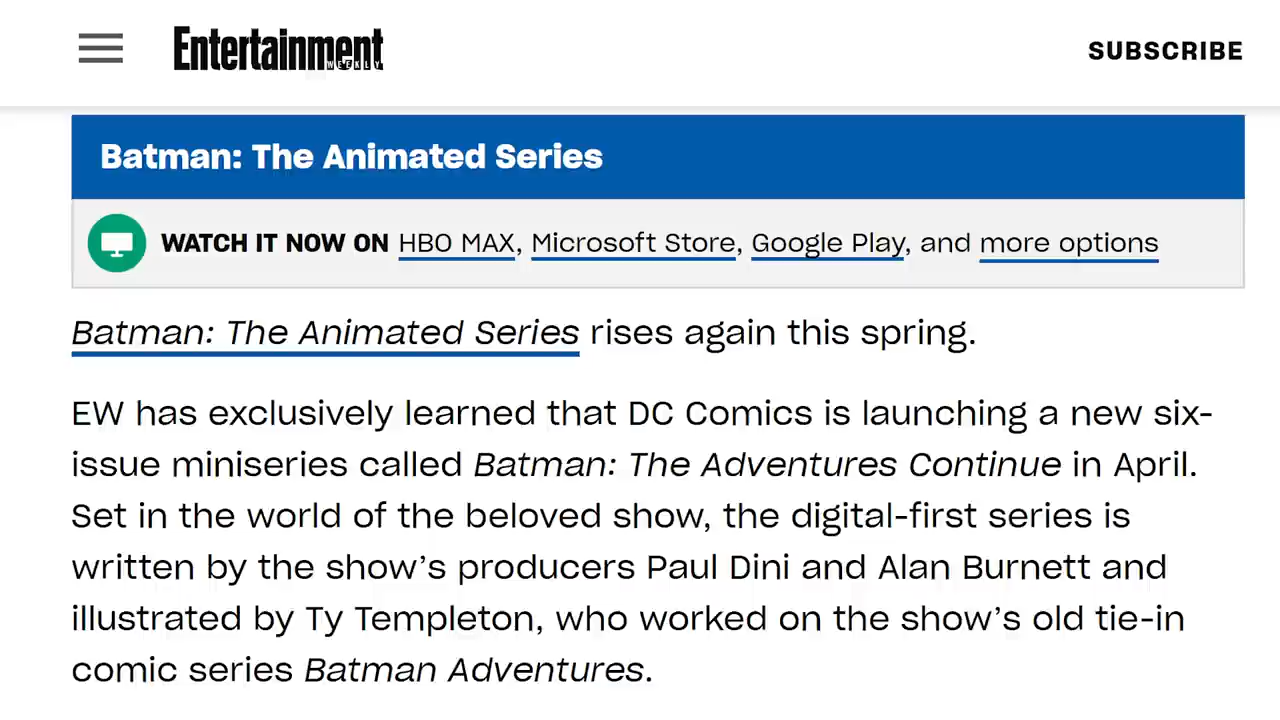 Entertainment
WEEKLY
SUBSCRIBE
Batman: The Animated Series
WATCH IT NOW ON HBO MAX, Microsoft Store, Google Play, and more options
Batman: The Animated Series rises again this spring.
EW has exclusively learned that DC Comics is launching a new six-
issue miniseries called Batman: The Adventures Continue in April.
Set in the world of the beloved show, the digital-first series is
written by the show’s producers Paul Dini and Alan Burnett and
illustrated by Ty Templeton, who worked on the show’s old tie-in
comic series Batman Adventures.